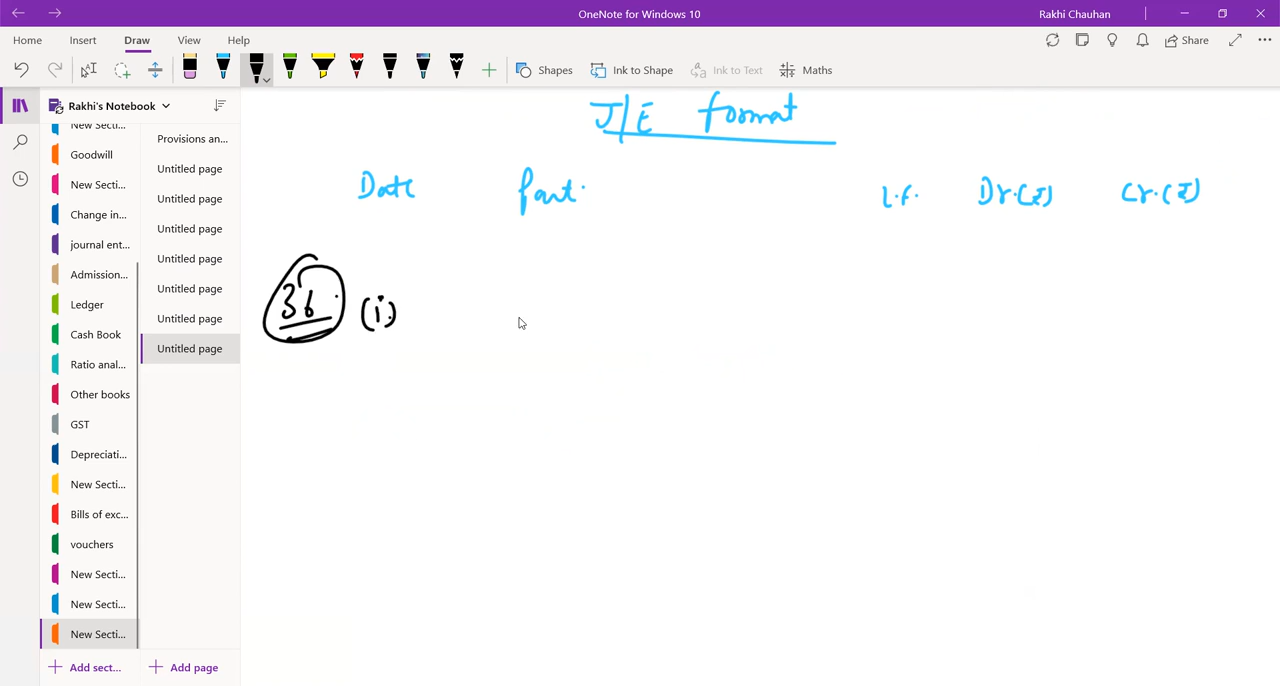 OneNote for Windows 10
Rakhi Chauhan
Home Insert Draw View Help
Share
Shapes
Ink to Shape
Ink to Text
Maths
Rakhi's Notebook
New Secti...
Goodwill
New Secti...
Change in...
journal ent...
Admission...
Ledger
Cash Book
Ratio anal...
Other books
GST
Depreciati...
New Secti...
Bills of exc...
vouchers
New Secti...
New Secti...
New Secti...
Add sect...
Provisions an...
Untitled page
Untitled page
Untitled page
Untitled page
Untitled page
Untitled page
Untitled page
Add page
J/E format
Date Part. L.F. Dr.(₹) Cr.(₹)
36. (i)